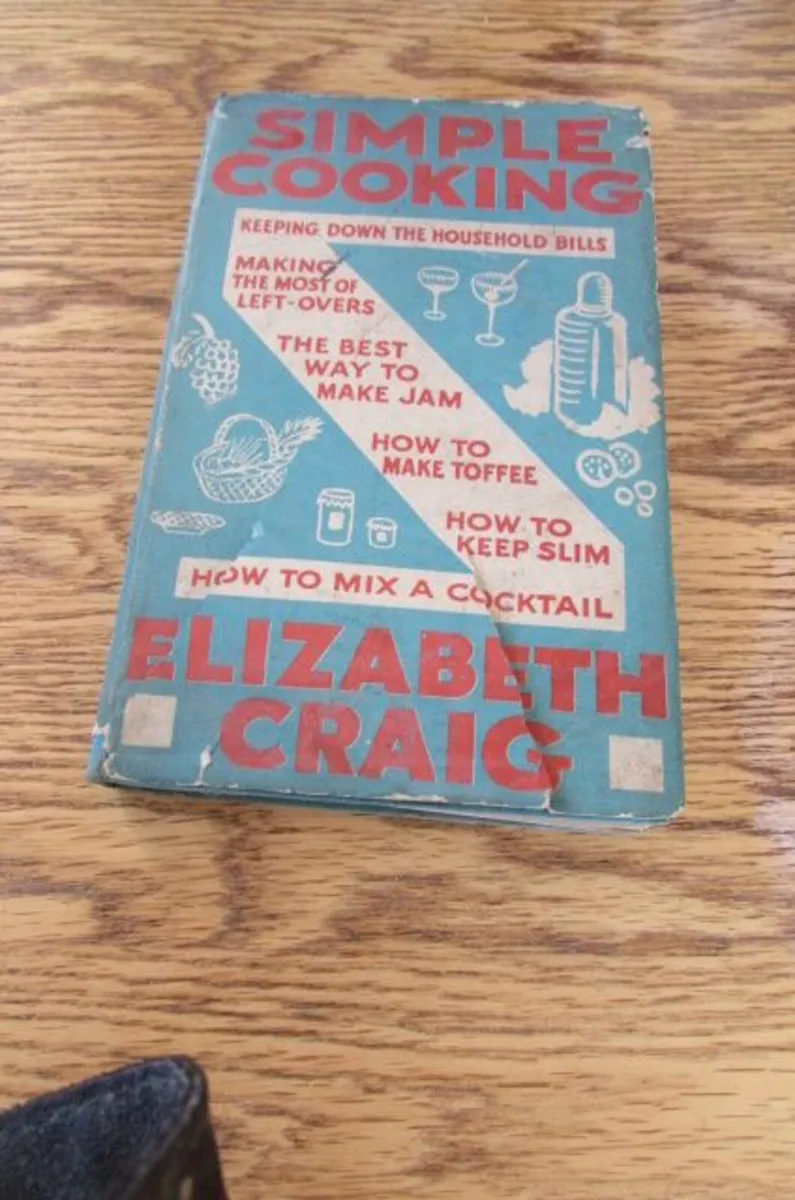 SIMPLE
COOKING
KEEPING DOWN THE HOUSEHOLD BILLS
MAKING
THE MOST OF
LEFT-OVERS
THE BEST
WAY TO
MAKE JAM
HOW TO
MAKE TOFFEE
HOW TO
KEEP SLIM
HOW TO MIX A COCKTAIL
ELIZABETH
CRAIG